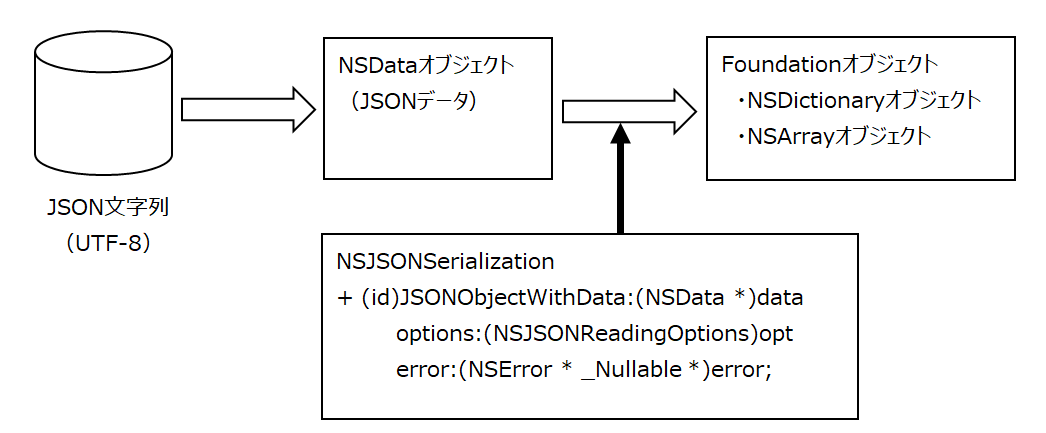 NSDataオブジェクト
（JSONデータ）
Foundationオブジェクト
・NSDictionaryオブジェクト
・NSArrayオブジェクト
JSON文字列
（UTF-8）
NSJSONSerialization
+ (id)JSONObjectWithData:(NSData *)data
options:(NSJSONReadingOptions)opt
error:(NSError * _Nullable *)error;